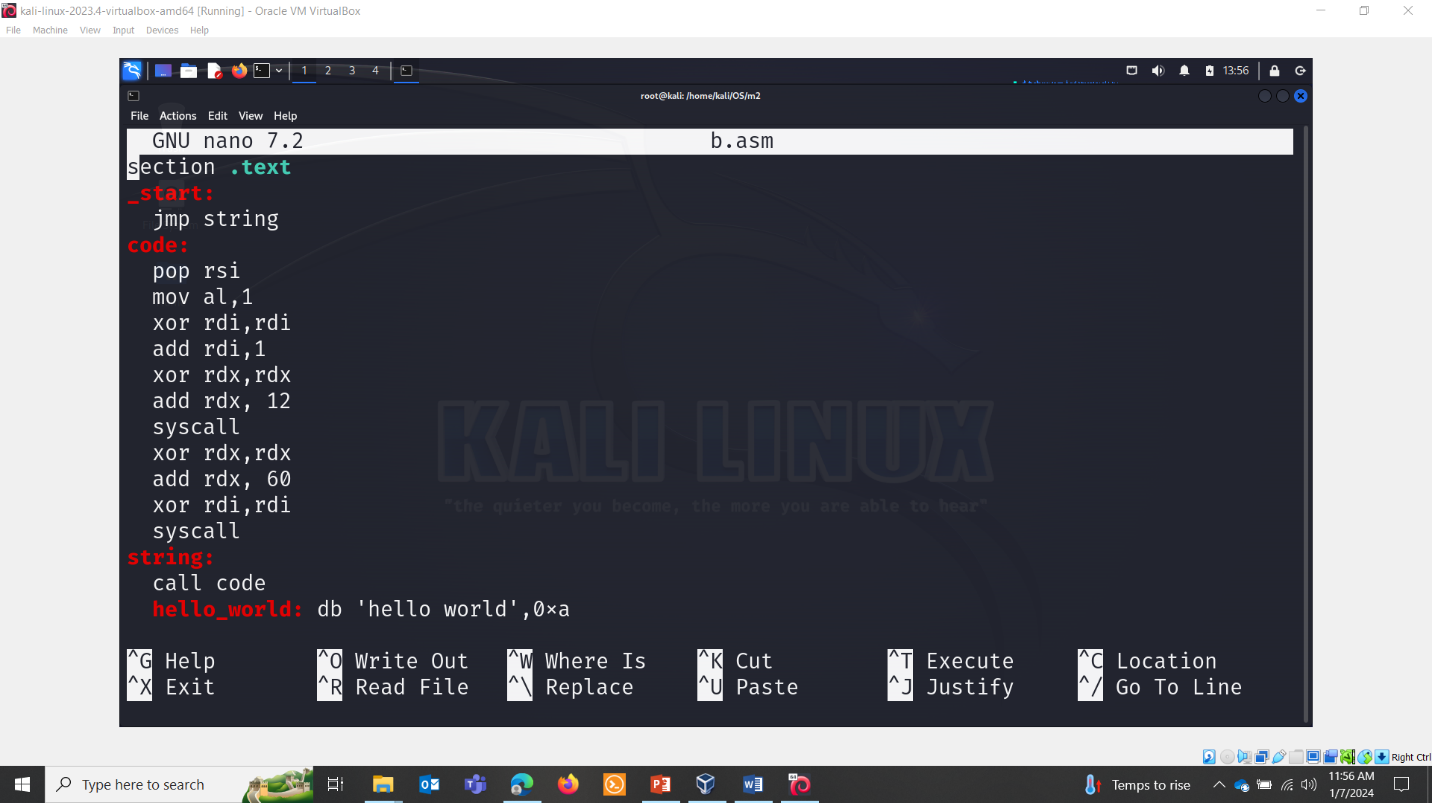 kali-linux-2023.4-virtualbox-amd64 [Running] - Oracle VM VirtualBox
File Machine View Input Devices Help
1 2 3 4 13:56
root@kali: /home/kali/OS/m2
File Actions Edit View Help
GNU nano 7.2 b.asm
section .text
_start:
jmp string
code:
pop rsi
mov al,1
xor rdi,rdi
add rdi,1
xor rdx,rdx
add rdx, 12
syscall
xor rdx,rdx
add rdx, 60
xor rdi,rdi
syscall
string:
call code
hello_world: db 'hello world',0×a
KALI LINUX
"the quieter you become, the more you are able to hear"
^G Help ^O Write Out ^W Where Is ^K Cut ^T Execute ^C Location
^X Exit ^R Read File ^\ Replace ^U Paste ^J Justify ^/ Go To Line
Right Ctrl
Type here to search
Temps to rise
11:56 AM
1/7/2024